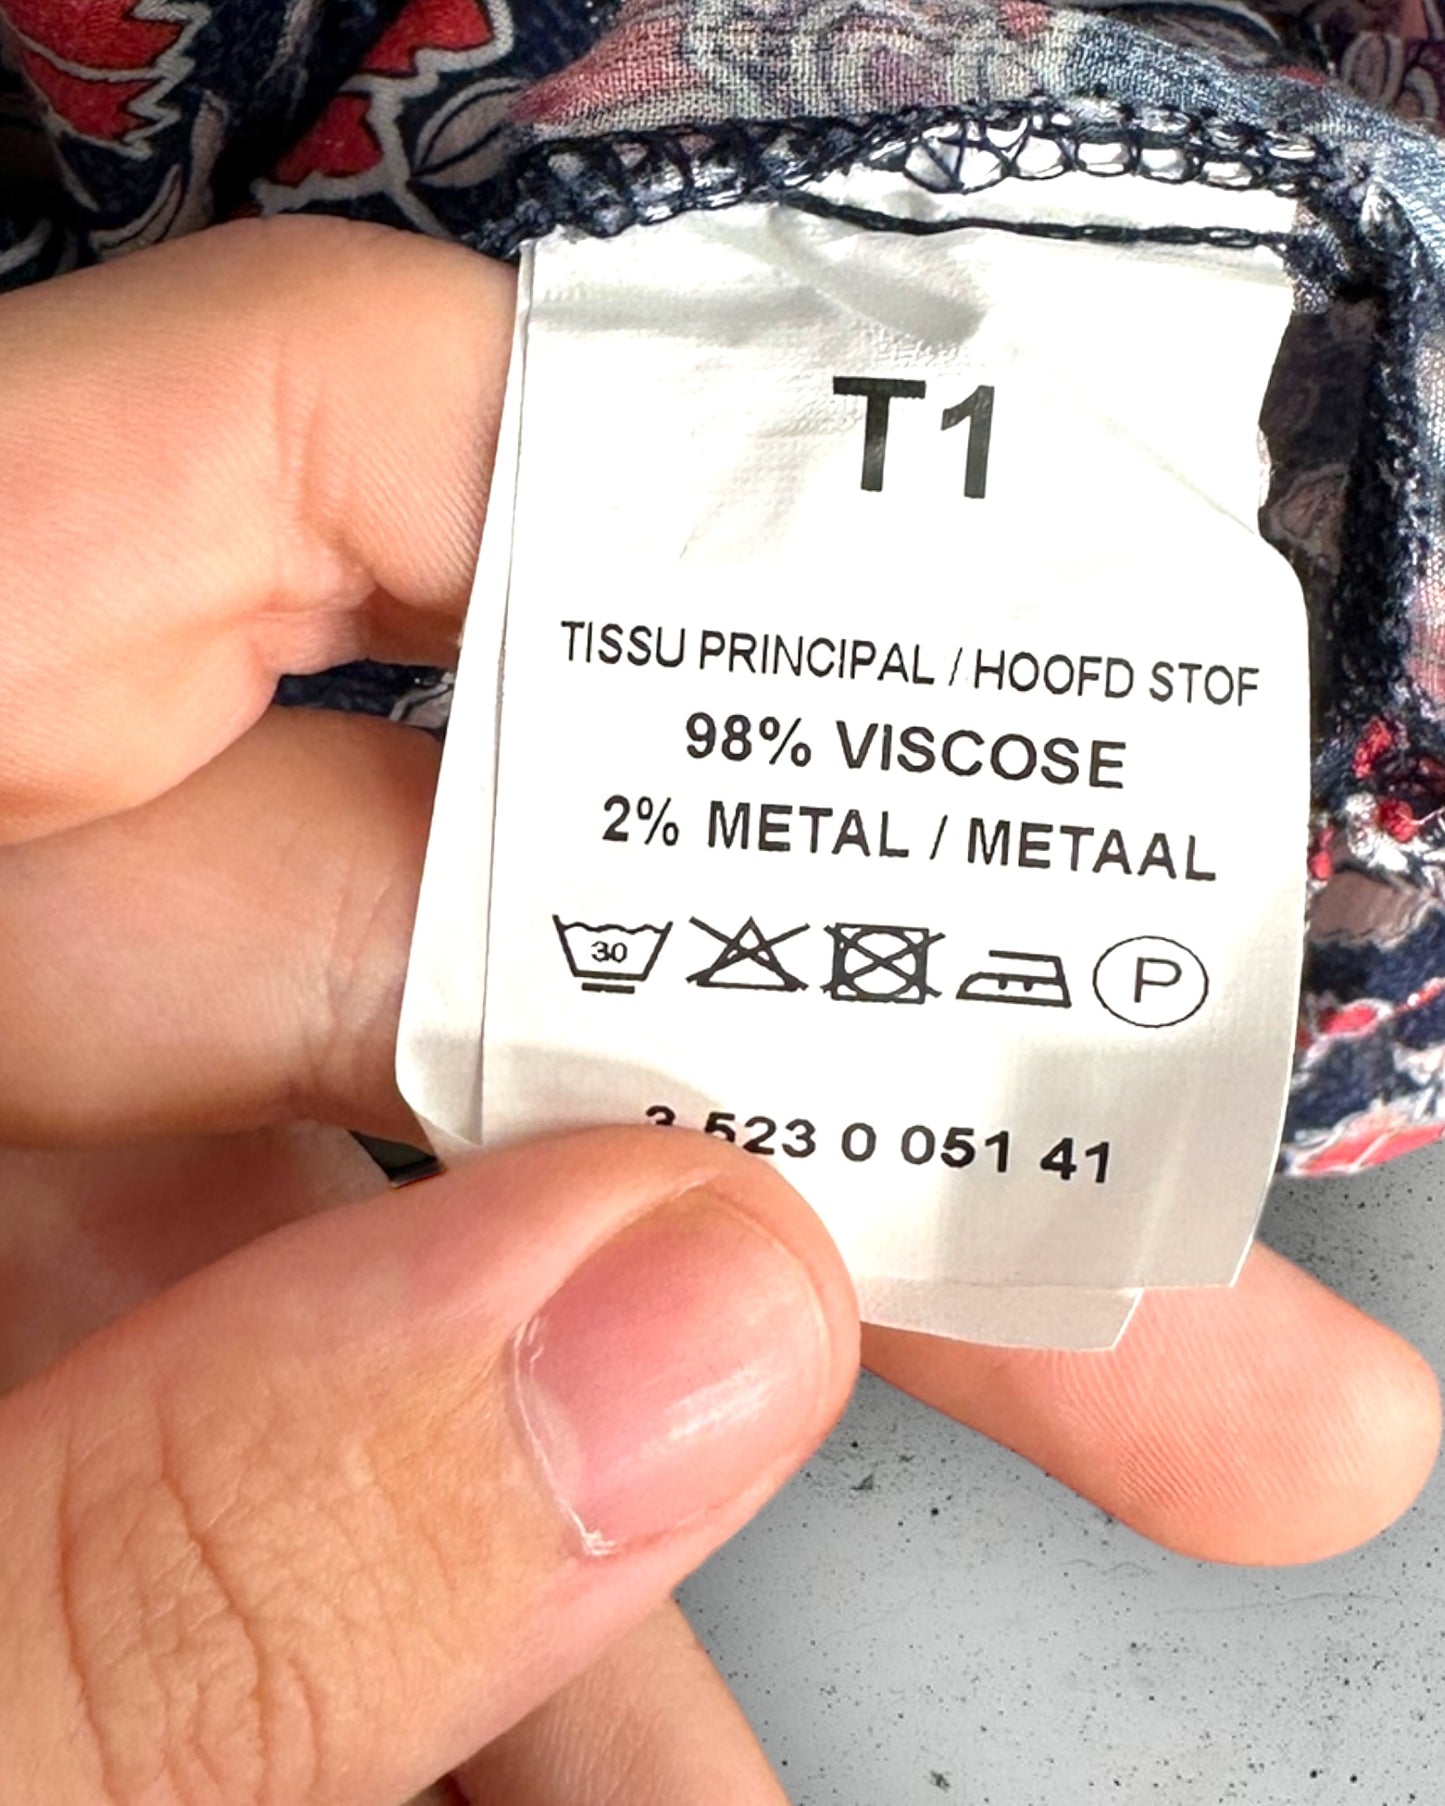 T1
TISSU PRINCIPAL / HOOFD STOF
98% VISCOSE
2% METAL / METAAL
30 P
523 0 051 41